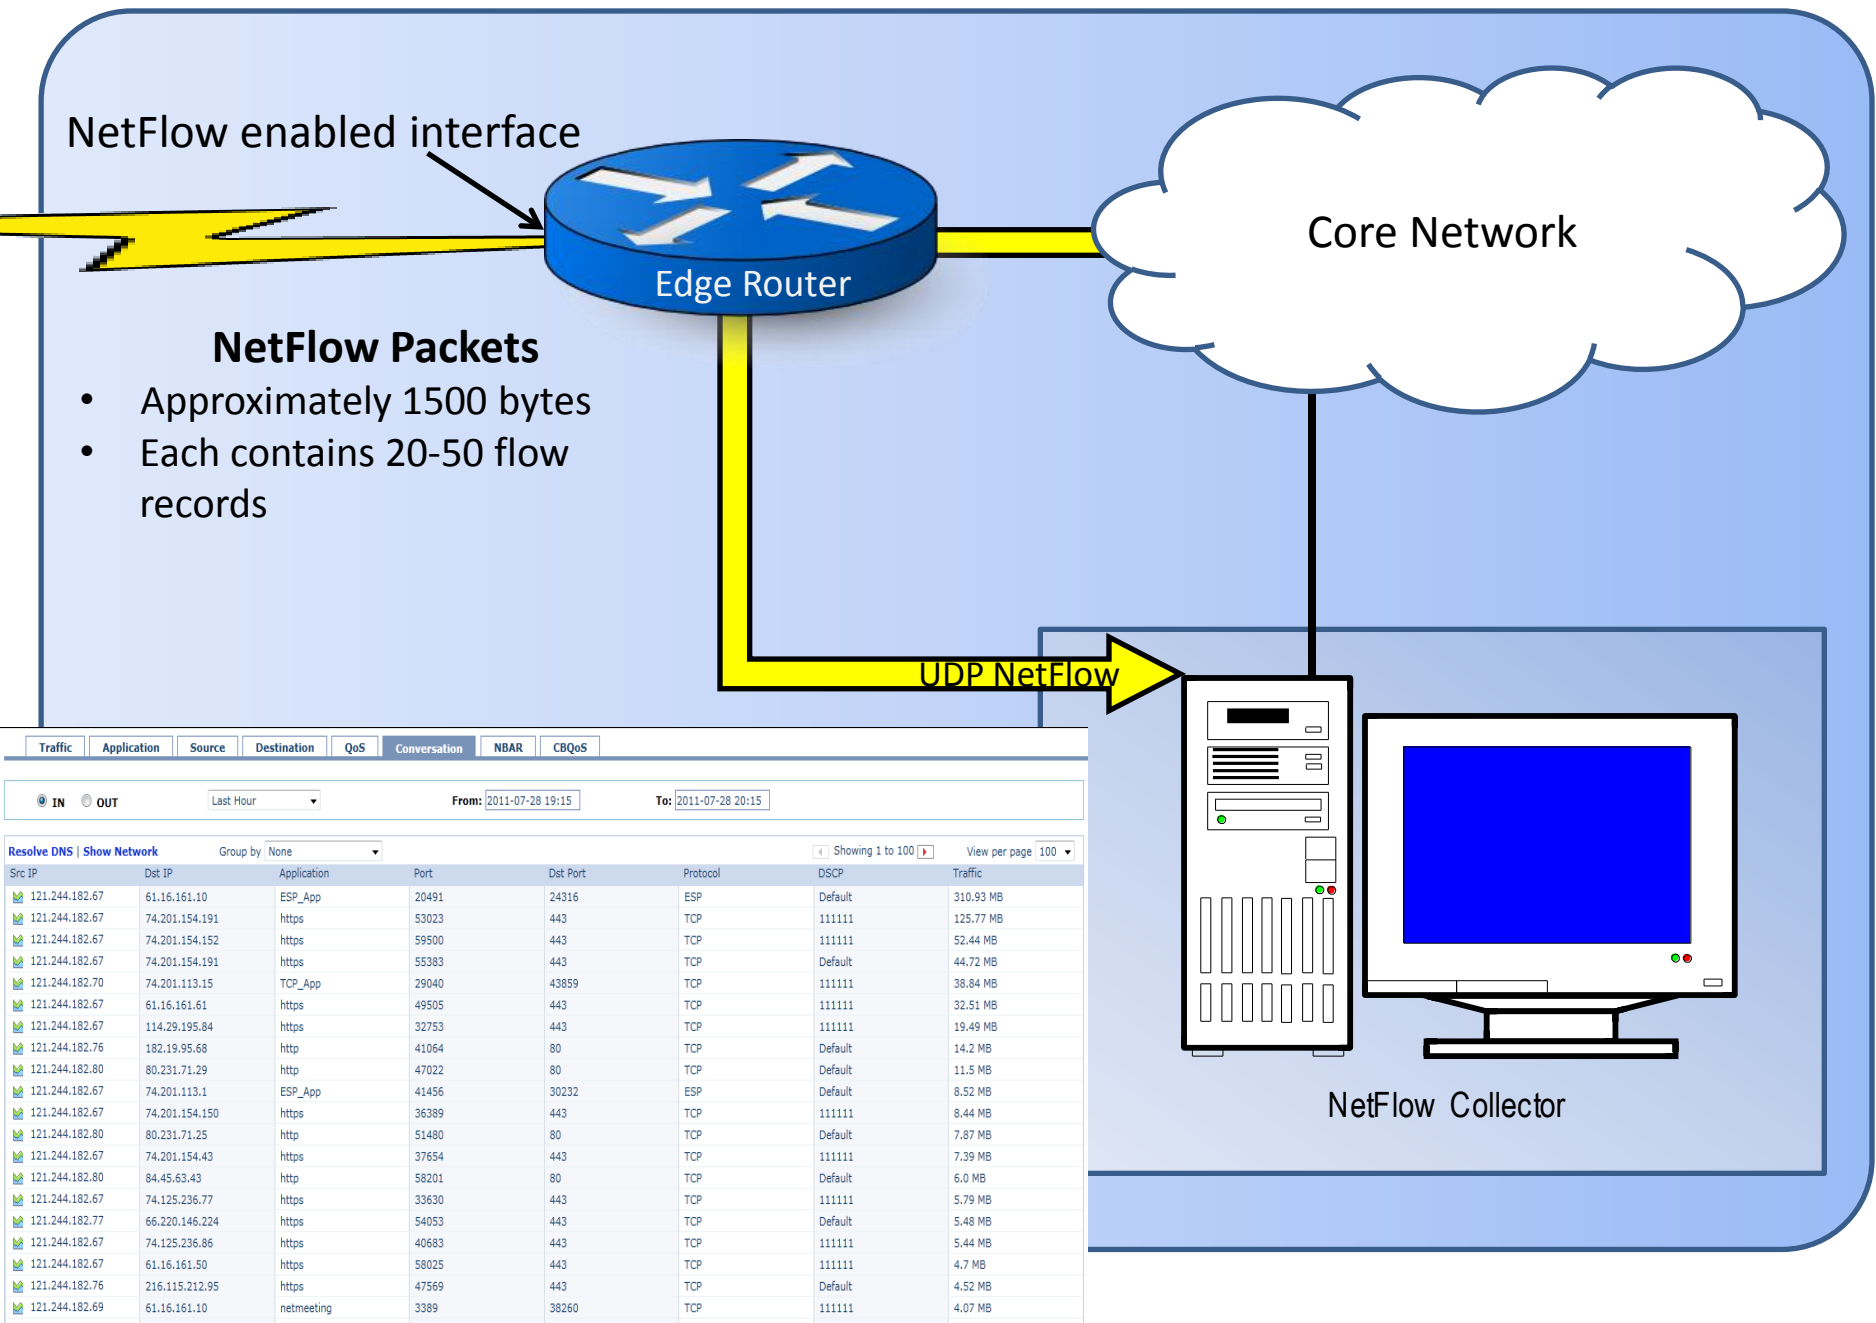 NetFlow enabled interface
Edge Router
Core Network
NetFlow Packets
• Approximately 1500 bytes
• Each contains 20-50 flow
records
UDP NetFlow
NetFlow Collector
Traffic Application Source Destination QoS Conversation NBAR CBQoS
IN OUT Last Hour From: 2011-07-28 19:15 To: 2011-07-28 20:15
Resolve DNS | Show Network Group by None Showing 1 to 100 View per page 100
Src IP Dst IP Application Port Dst Port Protocol DSCP Traffic
121.244.182.67 61.16.161.10 ESP_App 20491 24316 ESP Default 310.93 MB
121.244.182.67 74.201.154.191 https 53023 443 TCP 111111 125.77 MB
121.244.182.67 74.201.154.152 https 59500 443 TCP 111111 52.44 MB
121.244.182.67 74.201.154.191 https 55383 443 TCP Default 44.72 MB
121.244.182.70 74.201.113.15 TCP_App 29040 43859 TCP 111111 38.84 MB
121.244.182.67 61.16.161.61 https 49505 443 TCP 111111 32.51 MB
121.244.182.67 114.29.195.84 https 32753 443 TCP 111111 19.49 MB
121.244.182.76 182.19.95.68 http 41064 80 TCP Default 14.2 MB
121.244.182.80 80.231.71.29 http 47022 80 TCP Default 11.5 MB
121.244.182.67 74.201.113.1 ESP_App 41456 30232 ESP Default 8.52 MB
121.244.182.67 74.201.154.150 https 36389 443 TCP 111111 8.44 MB
121.244.182.80 80.231.71.25 http 51480 80 TCP Default 7.87 MB
121.244.182.67 74.201.154.43 https 37654 443 TCP 111111 7.39 MB
121.244.182.80 84.45.63.43 http 58201 80 TCP Default 6.0 MB
121.244.182.67 74.125.236.77 https 33630 443 TCP 111111 5.79 MB
121.244.182.77 66.220.146.224 https 54053 443 TCP Default 5.48 MB
121.244.182.67 74.125.236.86 https 40683 443 TCP 111111 5.44 MB
121.244.182.67 61.16.161.50 https 58025 443 TCP 111111 4.7 MB
121.244.182.76 216.115.212.95 https 47569 443 TCP Default 4.52 MB
121.244.182.69 61.16.161.10 netmeeting 3389 38260 TCP 111111 4.07 MB